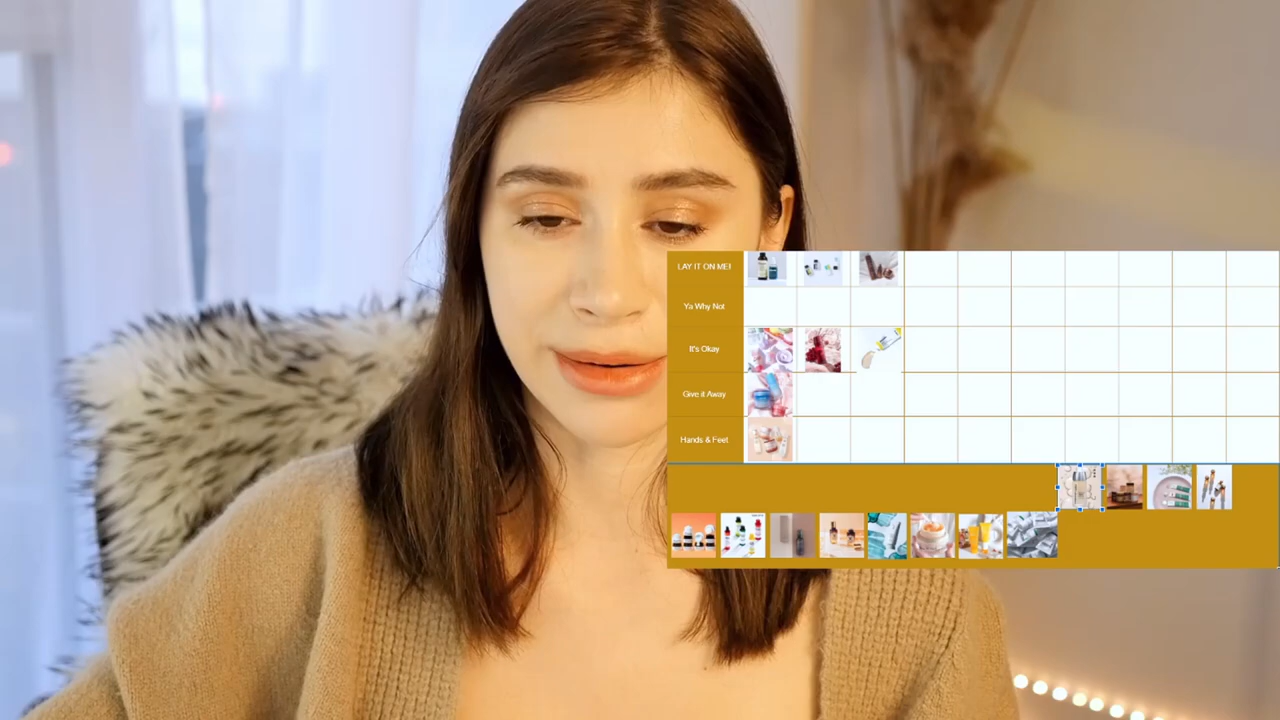 LAY IT ON ME!
Ya Why Not
It's Okay
Give it Away
Hands & Feet